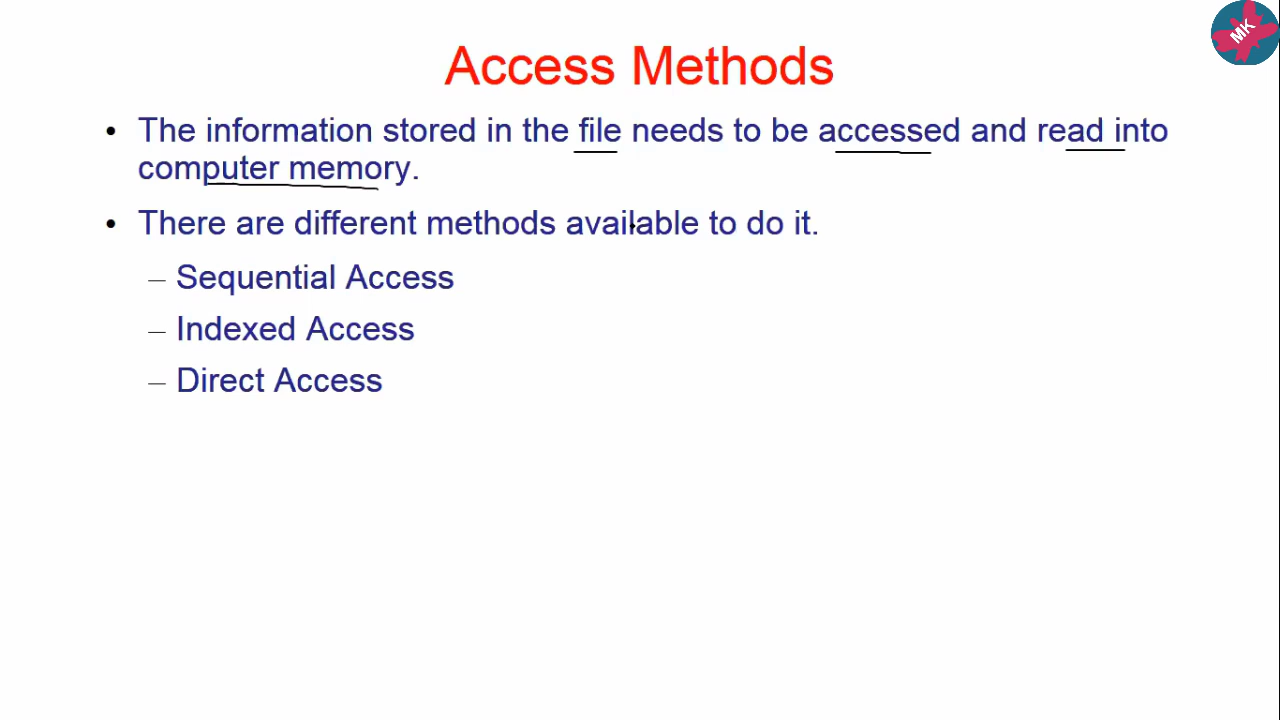 MK
Access Methods
• The information stored in the file needs to be accessed and read into
computer memory.
• There are different methods available to do it.
– Sequential Access
– Indexed Access
– Direct Access